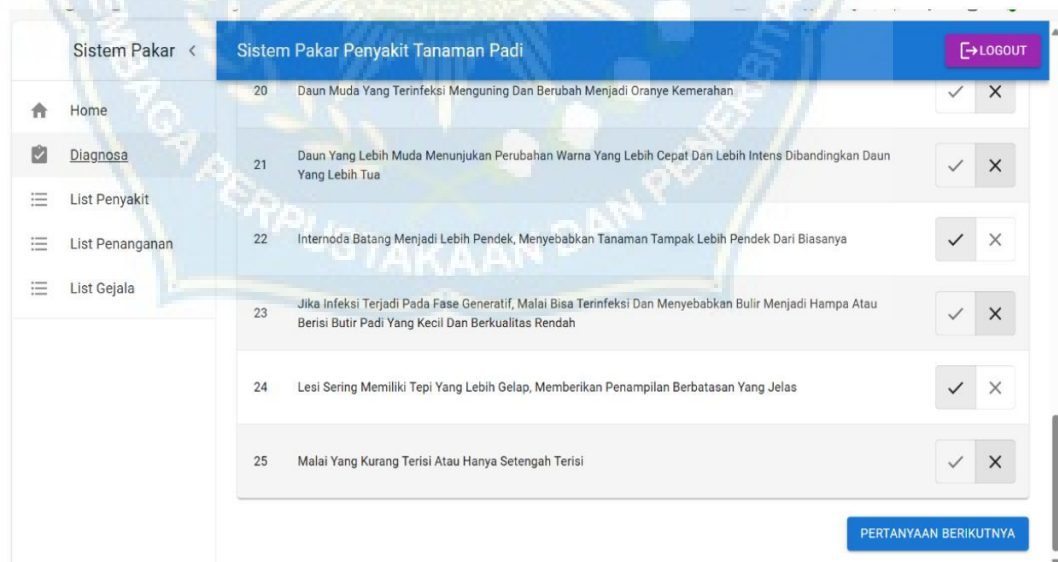 Sistem Pakar <
Sistem Pakar Penyakit Tanaman Padi
LOGOUT
Home
Diagnosa
List Penyakit
List Penanganan
List Gejala
20 Daun Muda Yang Terinfeksi Menguning Dan Berubah Menjadi Oranye Kemerahan
21 Daun Yang Lebih Muda Menunjukan Perubahan Warna Yang Lebih Cepat Dan Lebih Intens Dibandingkan Daun
Yang Lebih Tua
22 Internoda Batang Menjadi Lebih Pendek, Menyebabkan Tanaman Tampak Lebih Pendek Dari Biasanya
23 Jika Infeksi Terjadi Pada Fase Generatif, Malai Bisa Terinfeksi Dan Menyebabkan Bulir Menjadi Hampa Atau
Berisi Butir Padi Yang Kecil Dan Berkualitas Rendah
24 Lesi Sering Memiliki Tepi Yang Lebih Gelap, Memberikan Penampilan Berbatasan Yang Jelas
25 Malai Yang Kurang Terisi Atau Hanya Setengah Terisi
PERTANYAAN BERIKUTNYA
PERPUSTAKAAN DAN